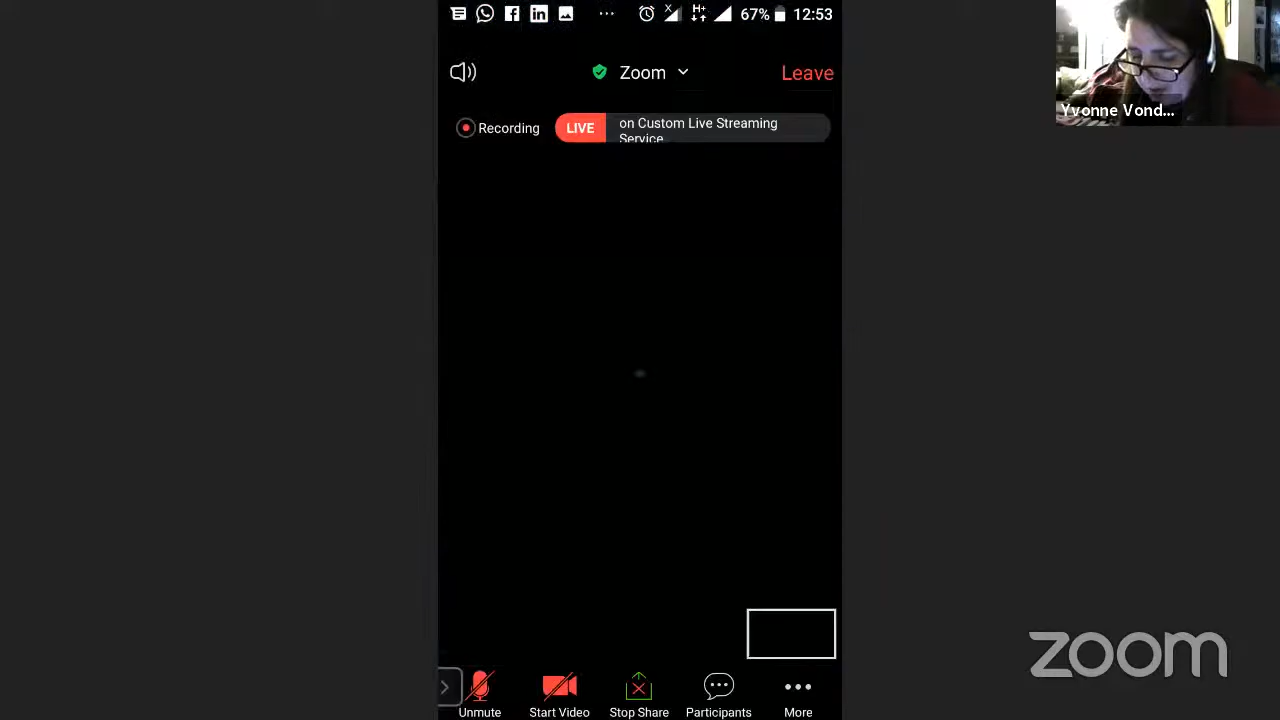 67% 12:53
Zoom
Leave
Recording
LIVE
on Custom Live Streaming
Service
Yvonne Vond...
Unmute
Start Video
Stop Share
Participants
More
zoom